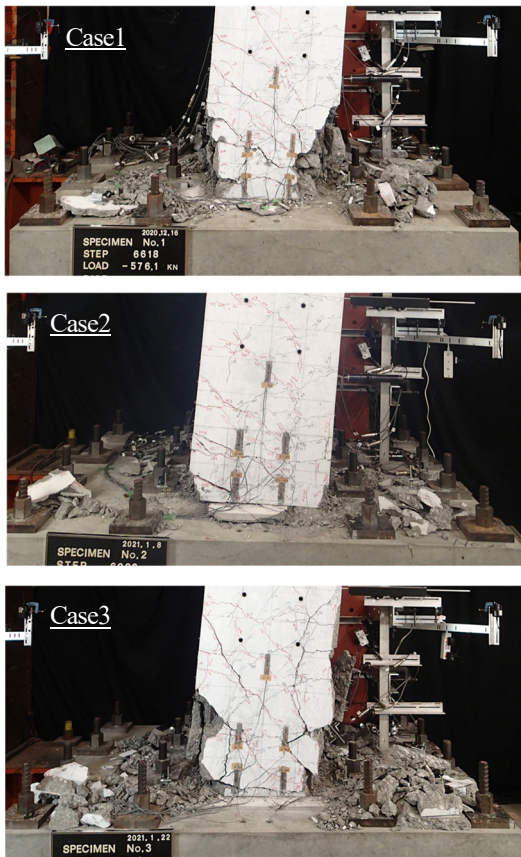 Case1
2020.12.16
SPECIMEN No.1
STEP 6618
LOAD -576.1 KN
Case2
2021.1.8
SPECIMEN No.2
Case3
2021.1.22
SPECIMEN No.3